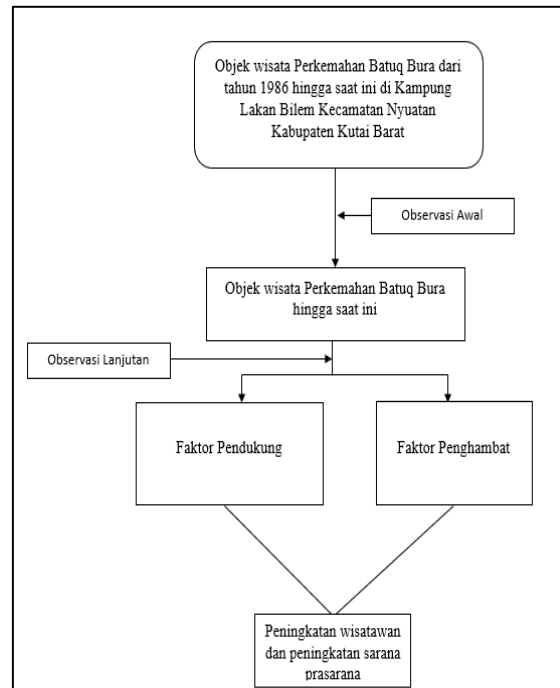 Objek wisata Perkemahan Batuq Bura dari
tahun 1986 hingga saat ini di Kampung
Lakan Bilem Kecamatan Nyuatan
Kabupaten Kutai Barat
Observasi Awal
Objek wisata Perkemahan Batuq Bura
hingga saat ini
Observasi Lanjutan
Faktor Pendukung
Faktor Penghambat
Peningkatan wisatawan
dan peningkatan sarana
prasarana